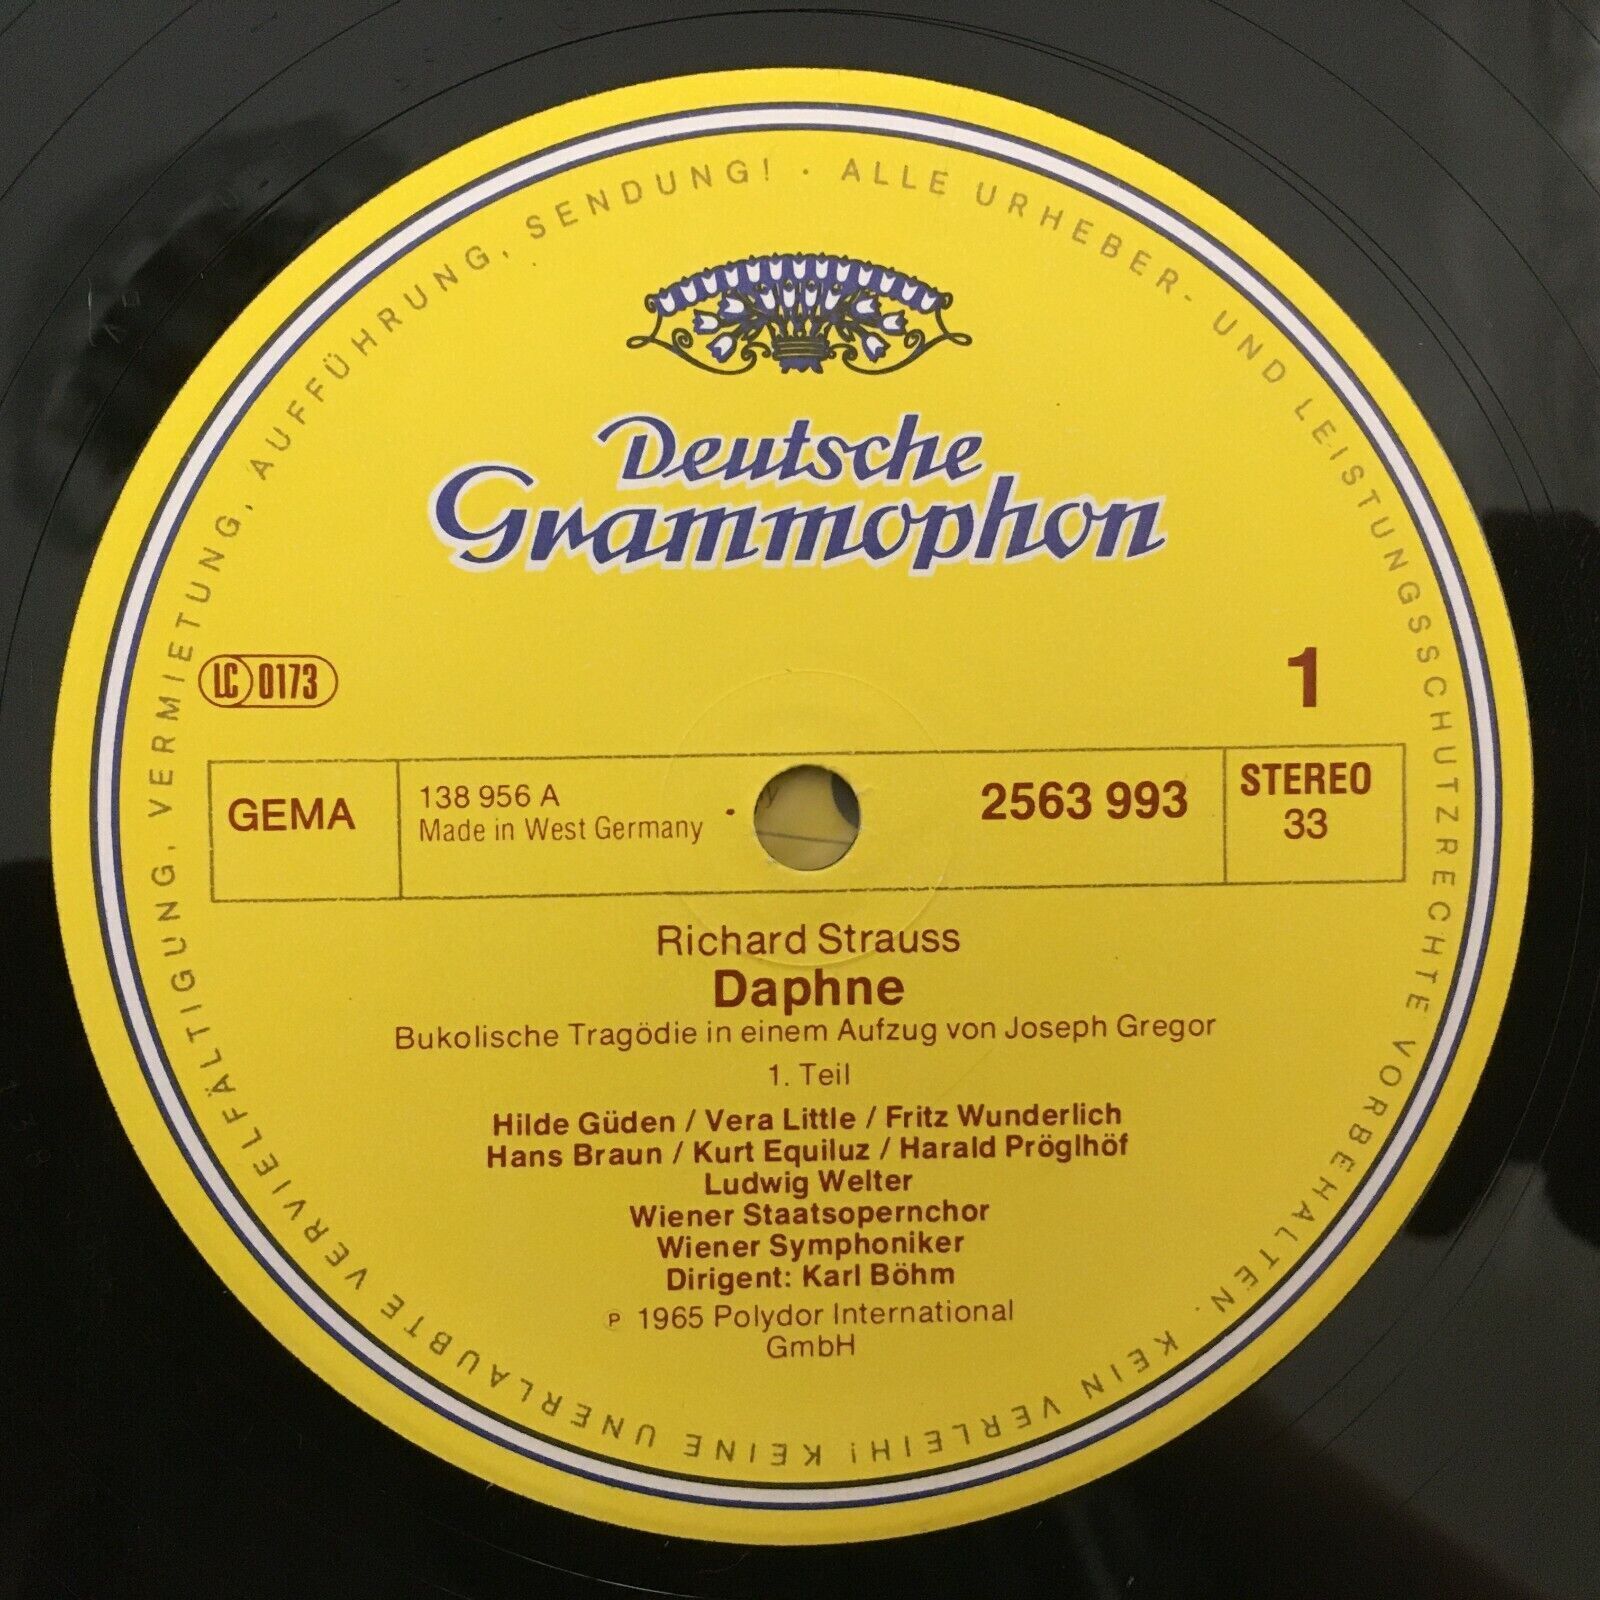 ALLE URHEBER- UND LEISTUNGSSCHUTZRECHTE VORBEHALTEN. KEIN VERLEIH! KEINE UNERLAUBTE VERVIELFÄLTIGUNG, VERMIETUNG, AUFFÜHRUNG, SENDUNG! ·
Deutsche
Grammophon
LC 0173
1
GEMA
138 956 A
Made in West Germany
2563 993
STEREO
33
Richard Strauss
Daphne
Bukolische Tragödie in einem Aufzug von Joseph Gregor
1. Teil
Hilde Güden / Vera Little / Fritz Wunderlich
Hans Braun / Kurt Equiluz / Harald Pröglhöf
Ludwig Welter
Wiener Staatsopernchor
Wiener Symphoniker
Dirigent: Karl Böhm
℗ 1965 Polydor International
GmbH